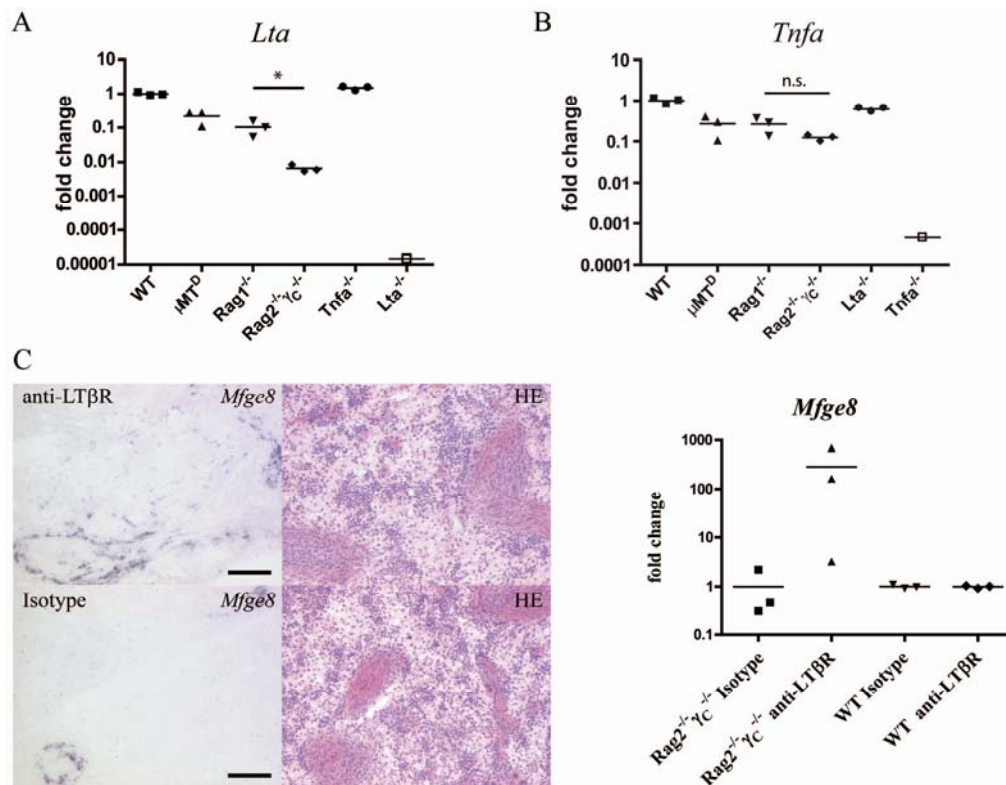 A
Lta
fold change
10
1
0.1
0.01
0.001
0.0001
0.00001
*
WT
μMTᴰ
Rag1⁻/⁻
Rag2⁻/⁻γc⁻/⁻
Tnfa⁻/⁻
Lta⁻/⁻
B
Tnfa
fold change
10
1
0.1
0.01
0.001
0.0001
n.s.
WT
μMTᴰ
Rag1⁻/⁻
Rag2⁻/⁻γc⁻/⁻
Lta⁻/⁻
Tnfa⁻/⁻
C
anti-LTβR Mfge8
HE
Isotype Mfge8
HE
Mfge8
fold change
1000
100
10
1
0.1
Rag2⁻/⁻γc⁻/⁻ Isotype
Rag2⁻/⁻γc⁻/⁻ anti-LTβR
WT Isotype
WT anti-LTβR